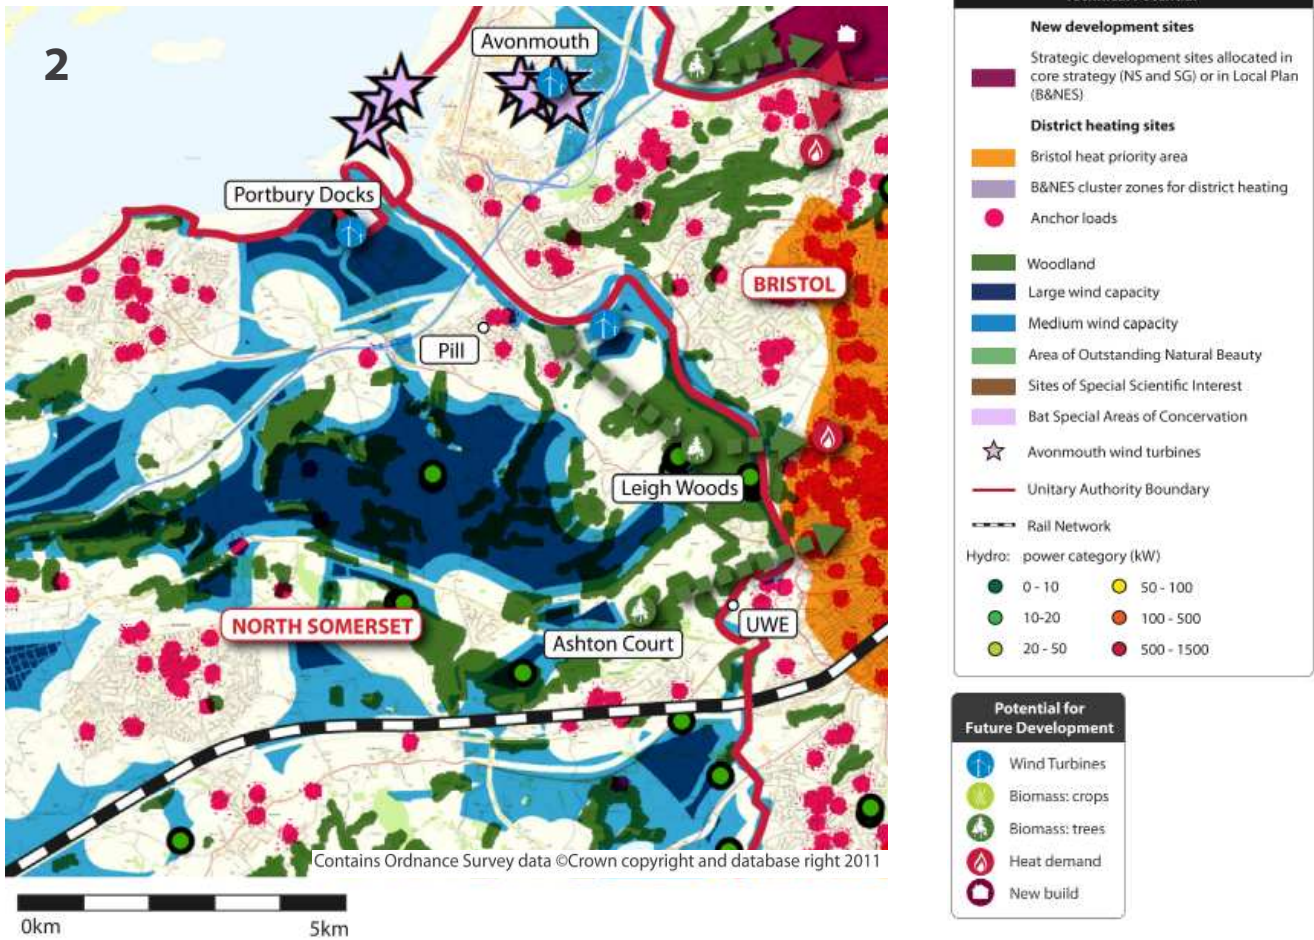 2
Avonmouth
Portbury Docks
BRISTOL
Pill
Leigh Woods
NORTH SOMERSET
UWE
Ashton Court
Contains Ordnance Survey data ©Crown copyright and database right 2011
0km
5km
New development sites
Strategic development sites allocated in
core strategy (NS and SG) or in Local Plan
(B&NES)
District heating sites
Bristol heat priority area
B&NES cluster zones for district heating
Anchor loads
Woodland
Large wind capacity
Medium wind capacity
Area of Outstanding Natural Beauty
Sites of Special Scientific Interest
Bat Special Areas of Concervation
Avonmouth wind turbines
Unitary Authority Boundary
Rail Network
Hydro: power category (kW)
0 - 10
50 - 100
10-20
100 - 500
20 - 50
500 - 1500
Potential for
Future Development
Wind Turbines
Biomass: crops
Biomass: trees
Heat demand
New build